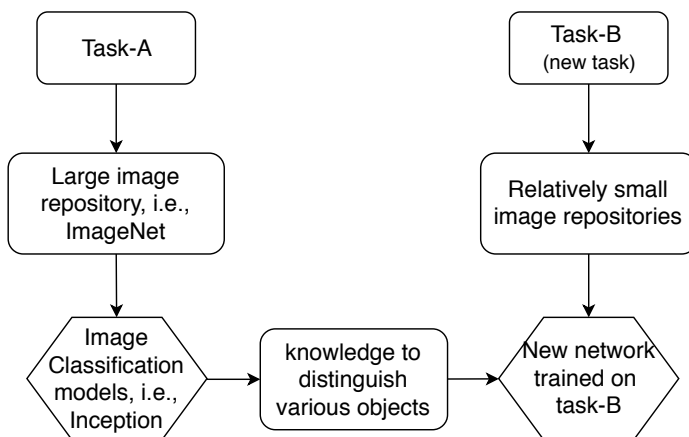 Task-A
Large image
repository, i.e.,
ImageNet
Image
Classification
models, i.e.,
Inception
knowledge to
distinguish
various objects
Task-B
(new task)
Relatively small
image repositories
New network
trained on
task-B